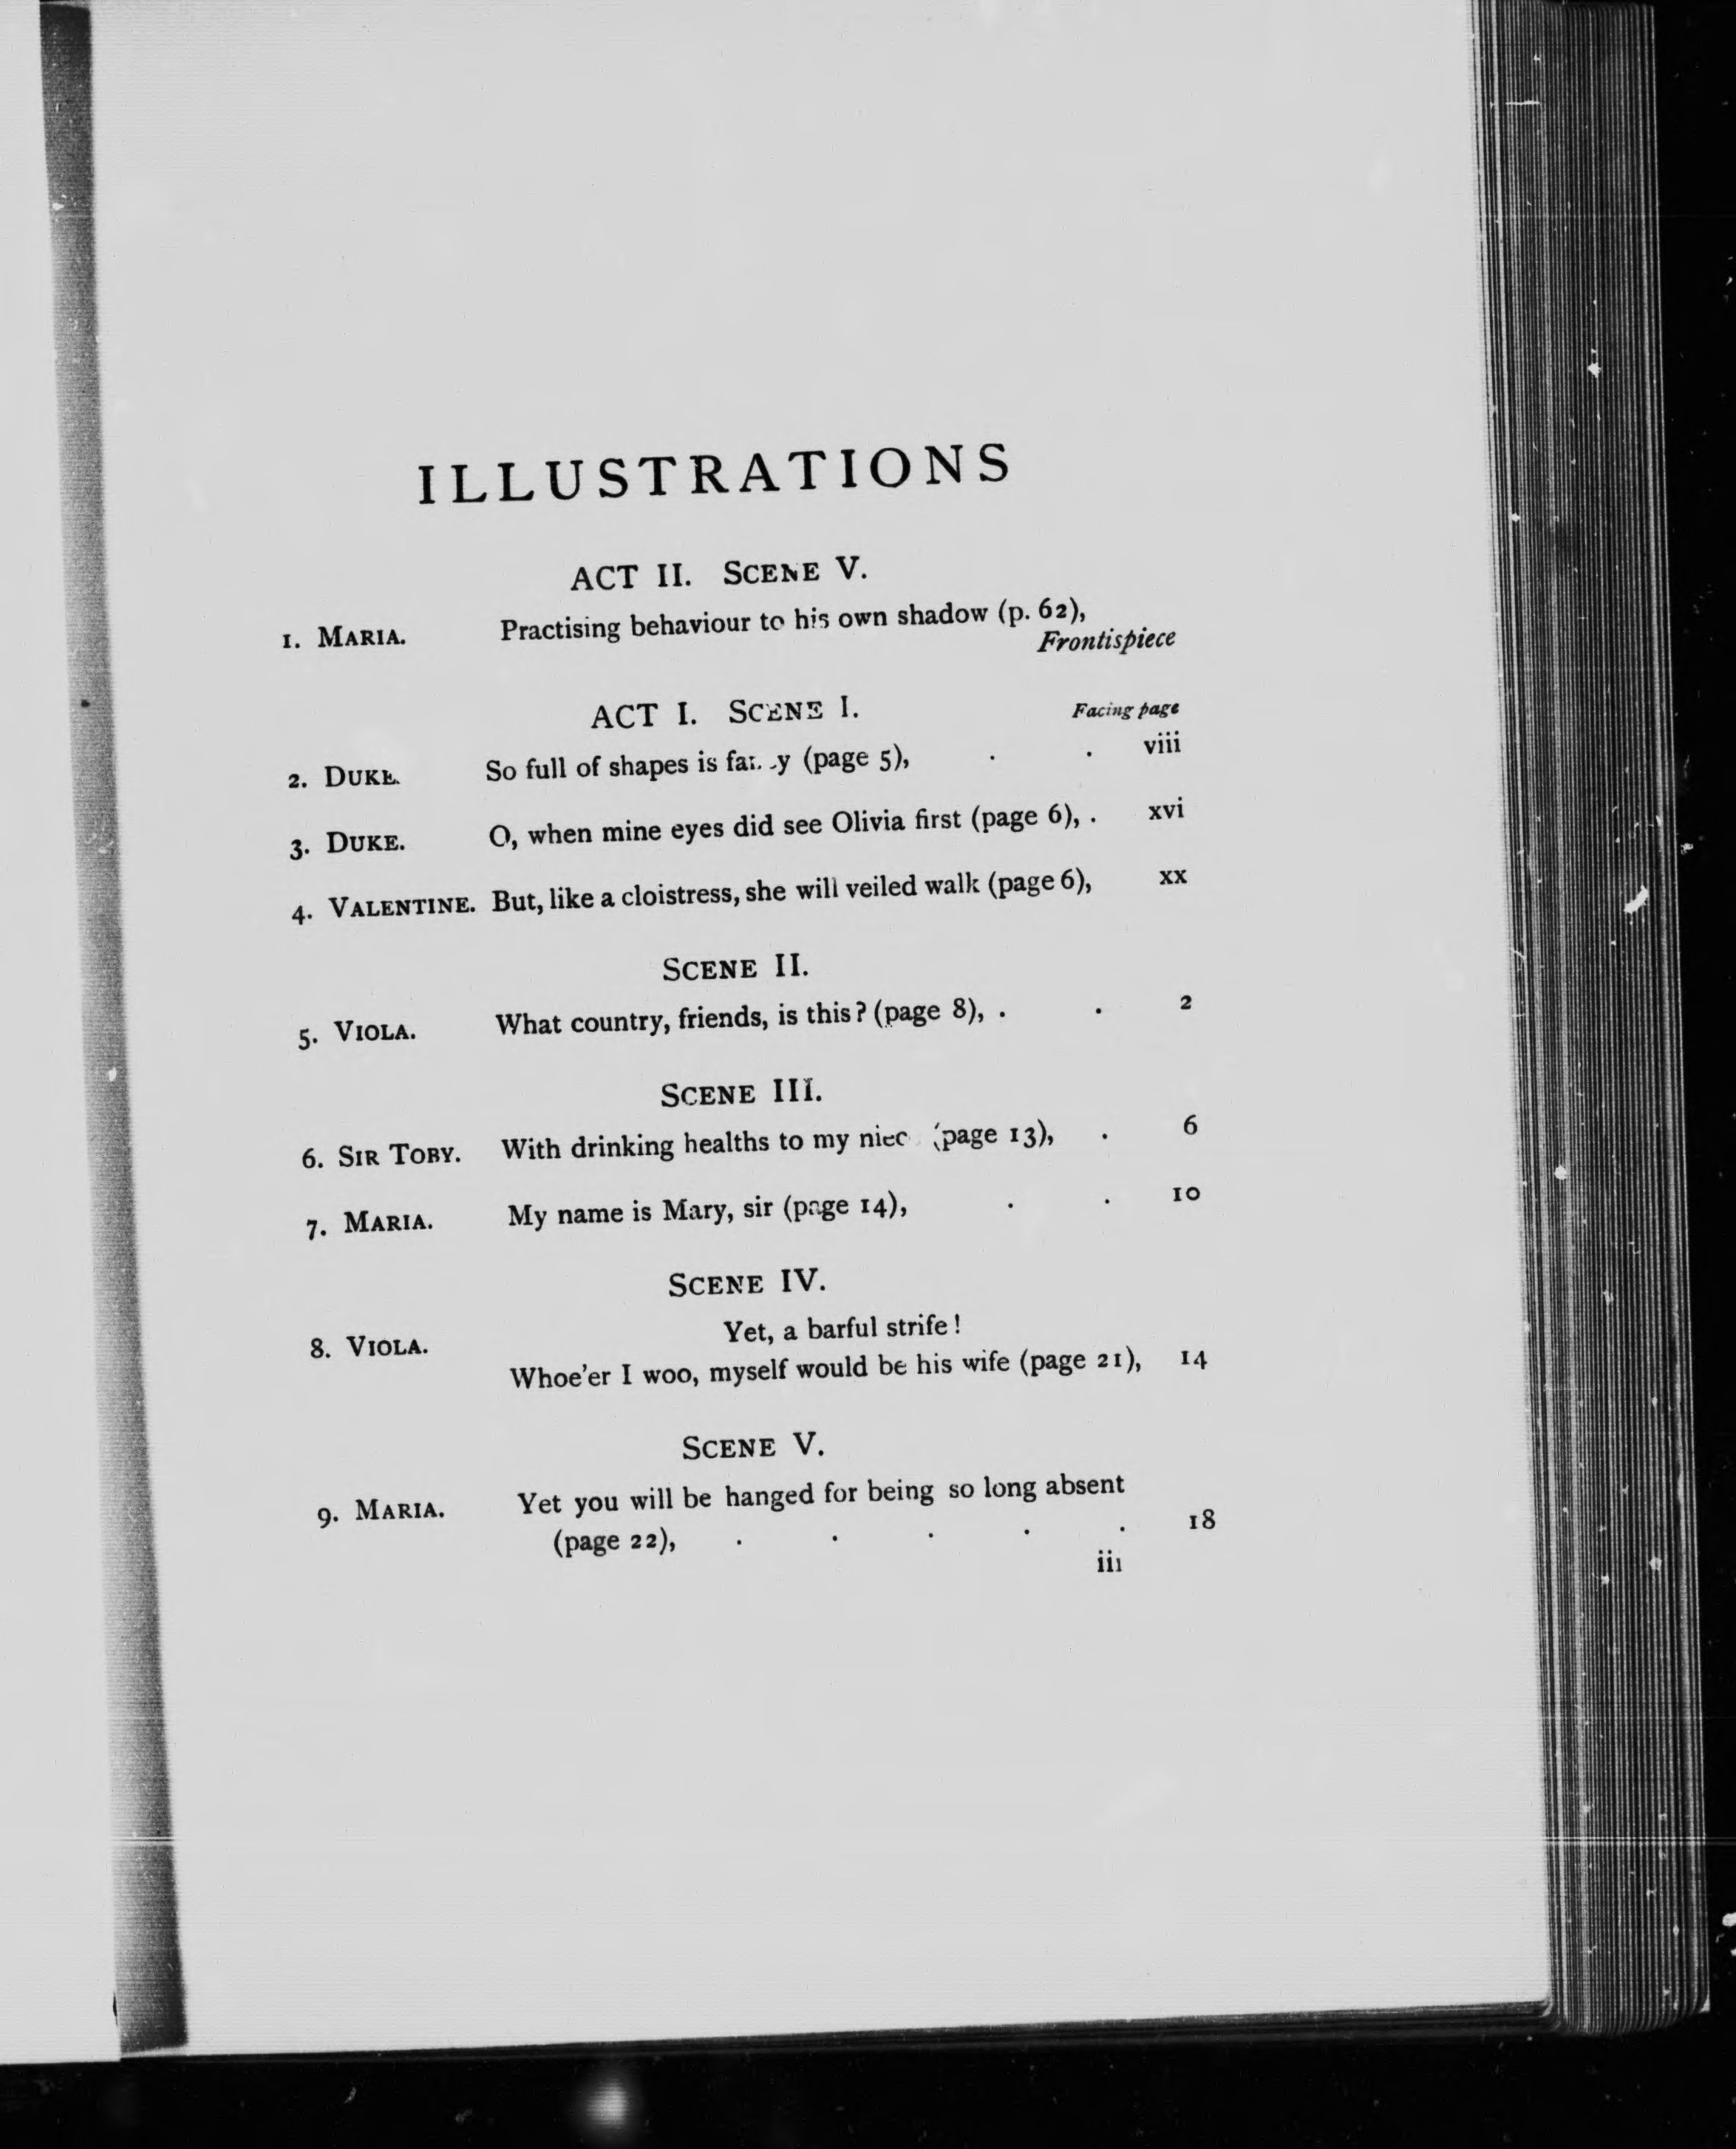 ILLUSTRATIONS
ACT II. SCENE V.
1. MARIA. Practising behaviour to his own shadow (p. 62),
Frontispiece
ACT I. SCENE I. Facing page
2. DUKE. So full of shapes is fancy (page 5), . . viii
3. DUKE. O, when mine eyes did see Olivia first (page 6), . xvi
4. VALENTINE. But, like a cloistress, she will veiled walk (page 6), xx
SCENE II.
5. VIOLA. What country, friends, is this? (page 8), . . 2
SCENE III.
6. SIR TOBY. With drinking healths to my niece (page 13), . 6
7. MARIA. My name is Mary, sir (page 14), . . 10
SCENE IV.
8. VIOLA. Yet, a barful strife!
Whoe'er I woo, myself would be his wife (page 21), 14
SCENE V.
9. MARIA. Yet you will be hanged for being so long absent
(page 22), . . . . . 18
iii